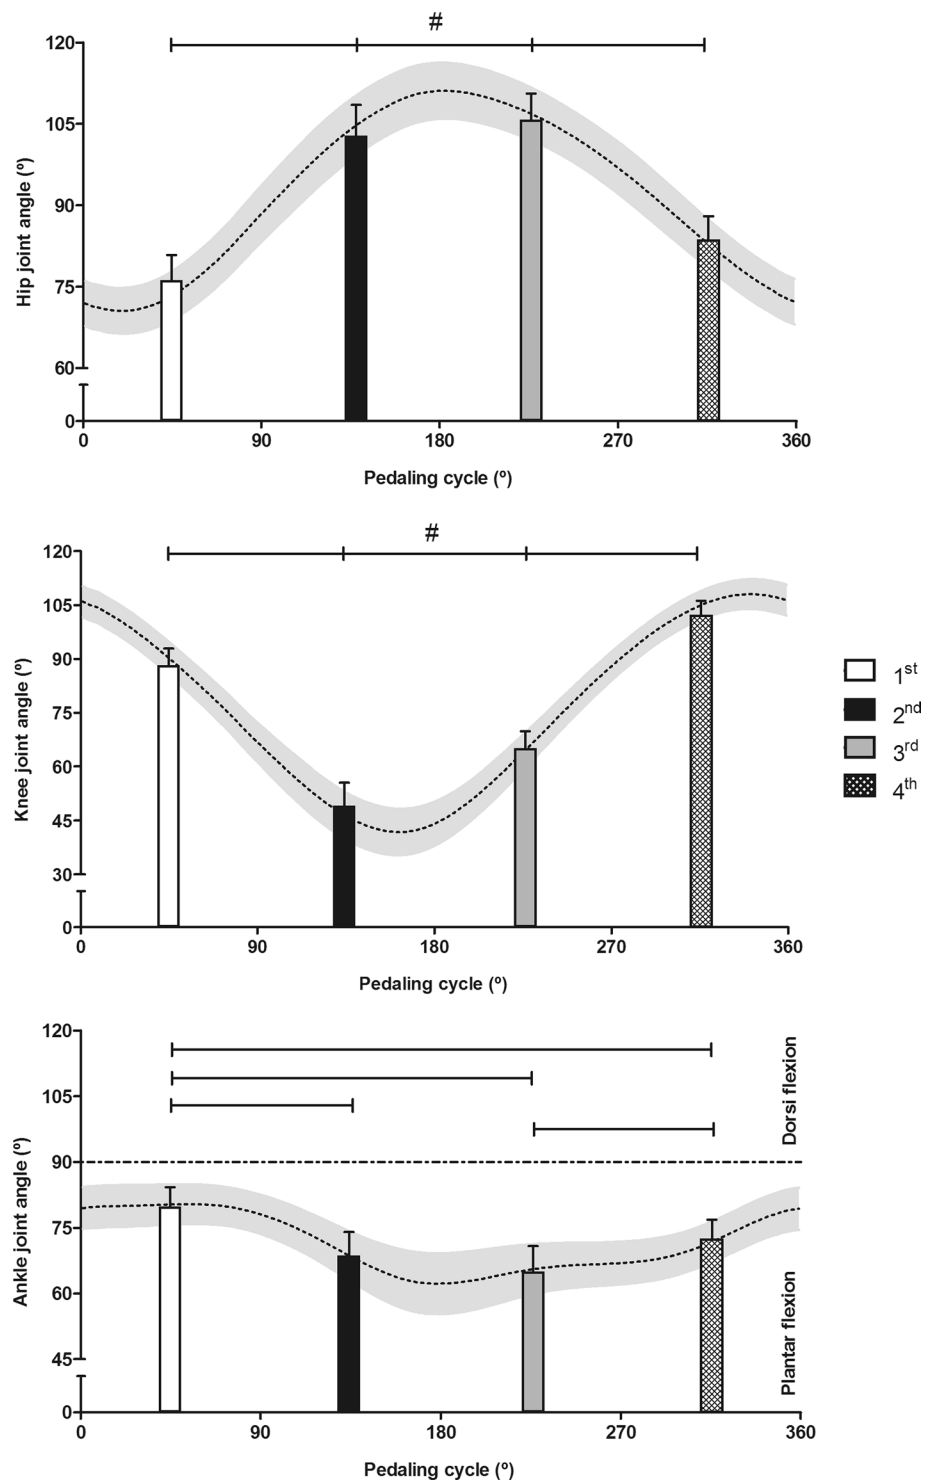 #
120
105
90
75
60
0
Hip joint angle (º)
0 90 180 270 360
Pedaling cycle (º)
#
120
105
90
75
60
45
30
0
Knee joint angle (º)
0 90 180 270 360
Pedaling cycle (º)
1st
2nd
3rd
4th
120
105
90
75
60
45
0
Ankle joint angle (º)
Dorsi flexion
Plantar flexion
0 90 180 270 360
Pedaling cycle (º)